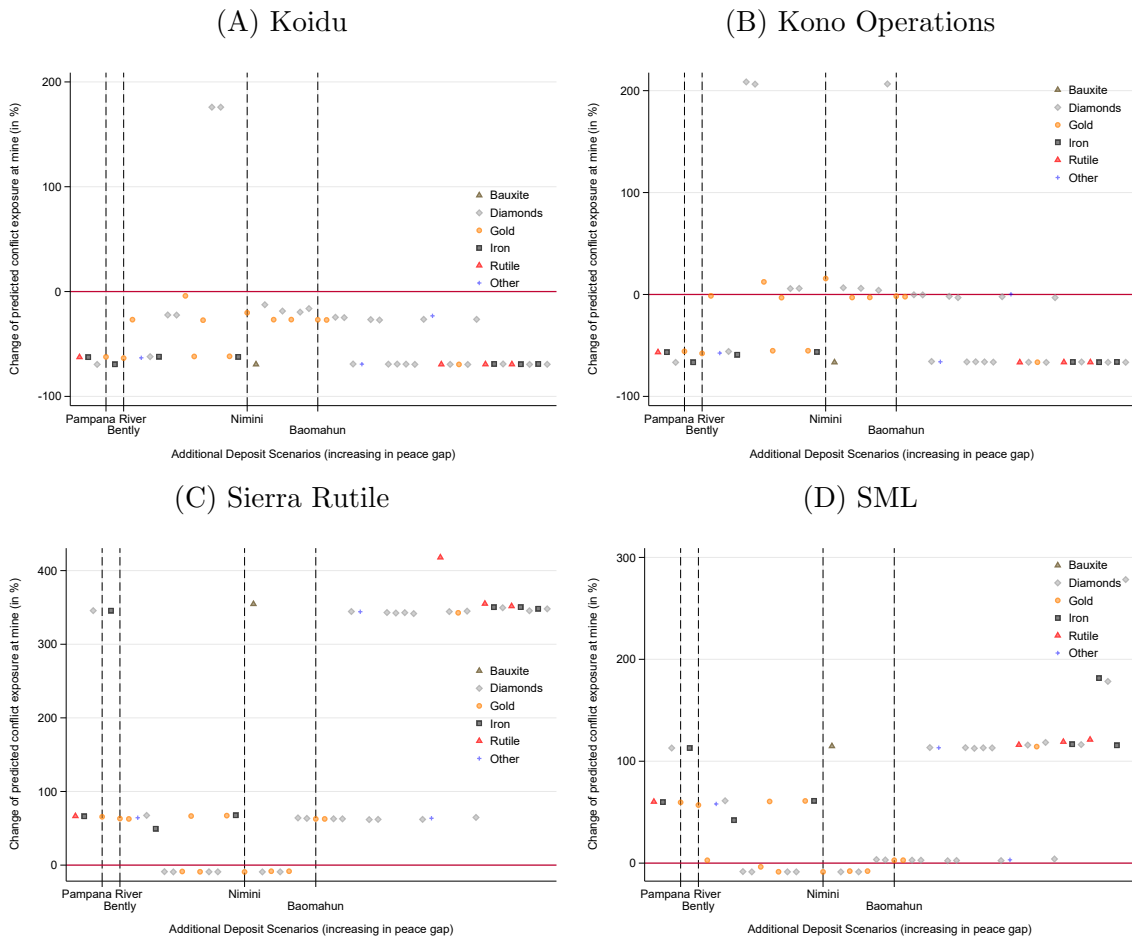 (A) Koidu
Change of predicted conflict exposure at mine (in %)
200
100
0
-100
Bauxite
Diamonds
Gold
Iron
Rutile
Other
Pampana River
Bently
Nimini
Baomahun
Additional Deposit Scenarios (increasing in peace gap)
(B) Kono Operations
Change of predicted conflict exposure at mine (in %)
200
100
0
-100
Bauxite
Diamonds
Gold
Iron
Rutile
Other
Pampana River
Bently
Nimini
Baomahun
Additional Deposit Scenarios (increasing in peace gap)
(C) Sierra Rutile
Change of predicted conflict exposure at mine (in %)
400
300
200
100
0
Bauxite
Diamonds
Gold
Iron
Rutile
Other
Pampana River
Bently
Nimini
Baomahun
Additional Deposit Scenarios (increasing in peace gap)
(D) SML
Change of predicted conflict exposure at mine (in %)
300
200
100
0
Bauxite
Diamonds
Gold
Iron
Rutile
Other
Pampana River
Bently
Nimini
Baomahun
Additional Deposit Scenarios (increasing in peace gap)